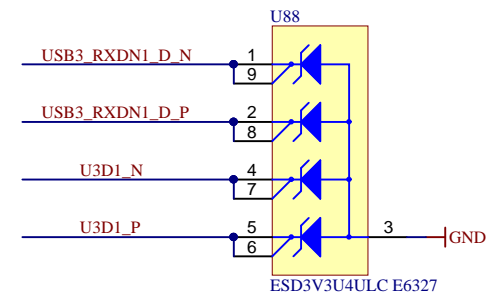 U88
USB3_RXDN1_D_N 1
9
USB3_RXDN1_D_P 2
8
U3D1_N 4
7
U3D1_P 5 3
6 GND
ESD3V3U4ULC E6327